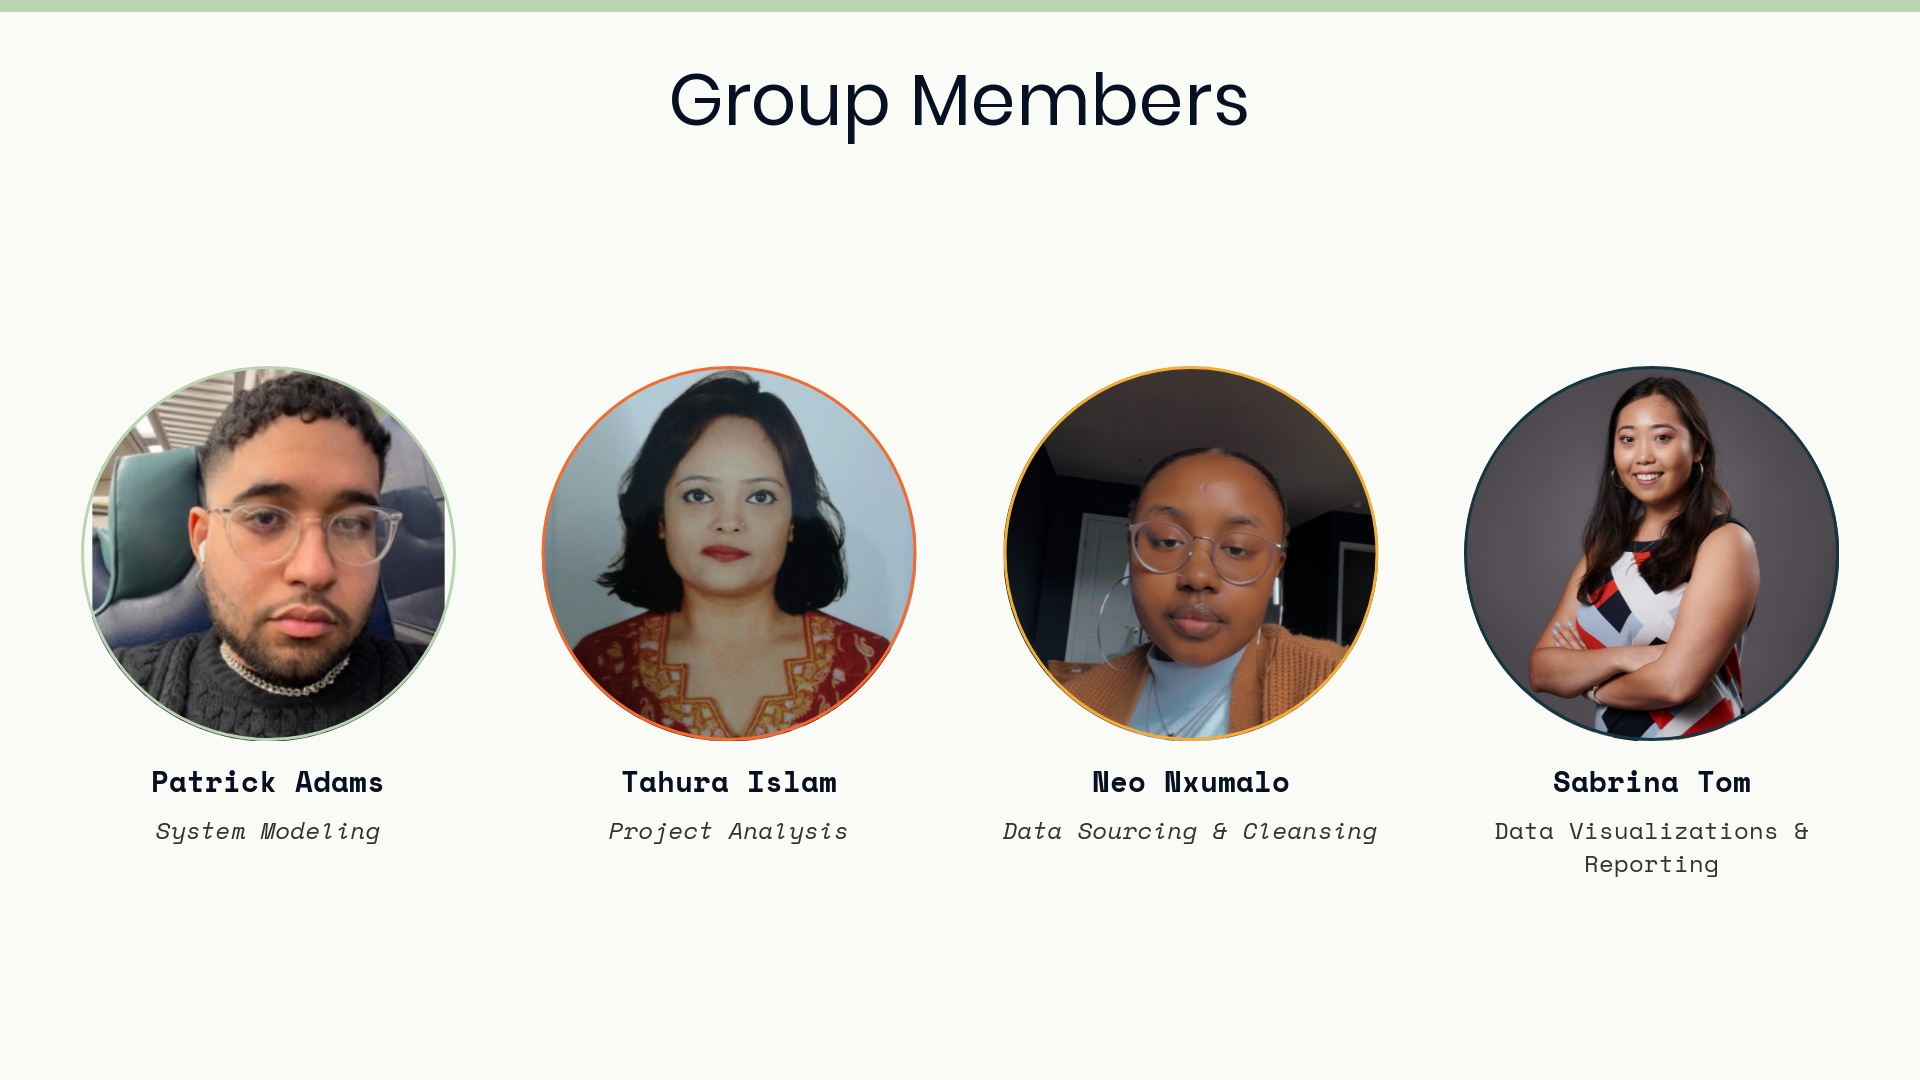 Group Members
Patrick Adams
System Modeling
Tahura Islam
Project Analysis
Neo Nxumalo
Data Sourcing & Cleansing
Sabrina Tom
Data Visualizations &
Reporting